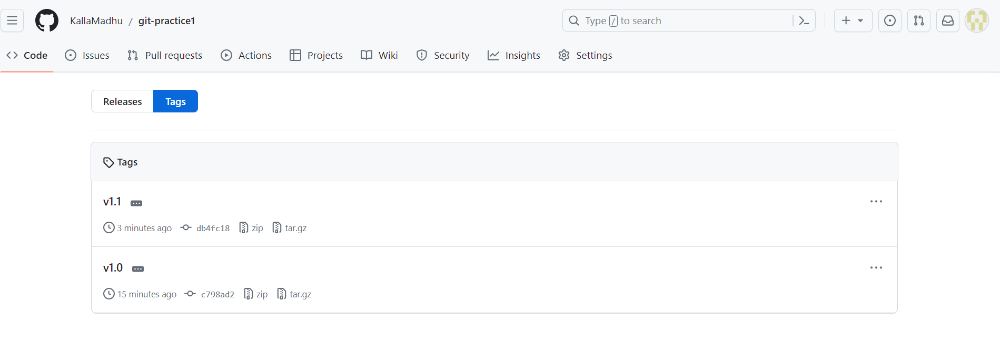 KallaMadhu / git-practice1
Type / to search
Code Issues Pull requests Actions Projects Wiki Security Insights Settings
Releases Tags
Tags
v1.1
3 minutes ago db4fc18 zip tar.gz
v1.0
15 minutes ago c798ad2 zip tar.gz